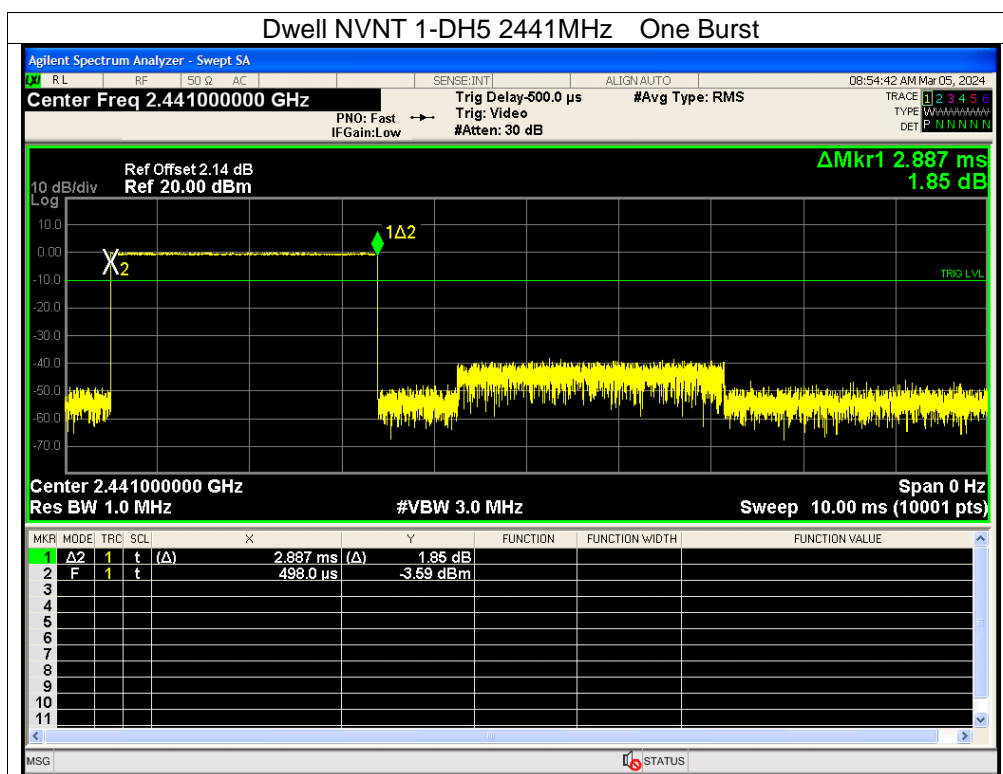 Dwell NVNT 1-DH5 2441MHz One Burst
Agilent Spectrum Analyzer - Swept SA
LXI RL RF 50 Ω AC SENSE:INT ALIGN AUTO 08:54:42 AM Mar 05, 2024
Center Freq 2.441000000 GHz Trig Delay-500.0 µs #Avg Type: RMS TRACE 1 2 3 4 5 6
PNO: Fast Trig: Video TYPE WWWWWW
IFGain:Low #Atten: 30 dB DET P N N N N N
ΔMkr1 2.887 ms
1.85 dB
Ref Offset 2.14 dB
10 dB/div Ref 20.00 dBm
Log
10.0
0.00
-10.0
-20.0
-30.0
-40.0
-50.0
-60.0
-70.0
1Δ2
X2
TRIG LVL
Center 2.441000000 GHz Span 0 Hz
Res BW 1.0 MHz #VBW 3.0 MHz Sweep 10.00 ms (10001 pts)
MKR MODE TRC SCL X Y FUNCTION FUNCTION WIDTH FUNCTION VALUE
1 Δ2 1 t (Δ) 2.887 ms (Δ) 1.85 dB
2 F 1 t 498.0 µs -3.59 dBm
3
4
5
6
7
8
9
10
11
MSG STATUS